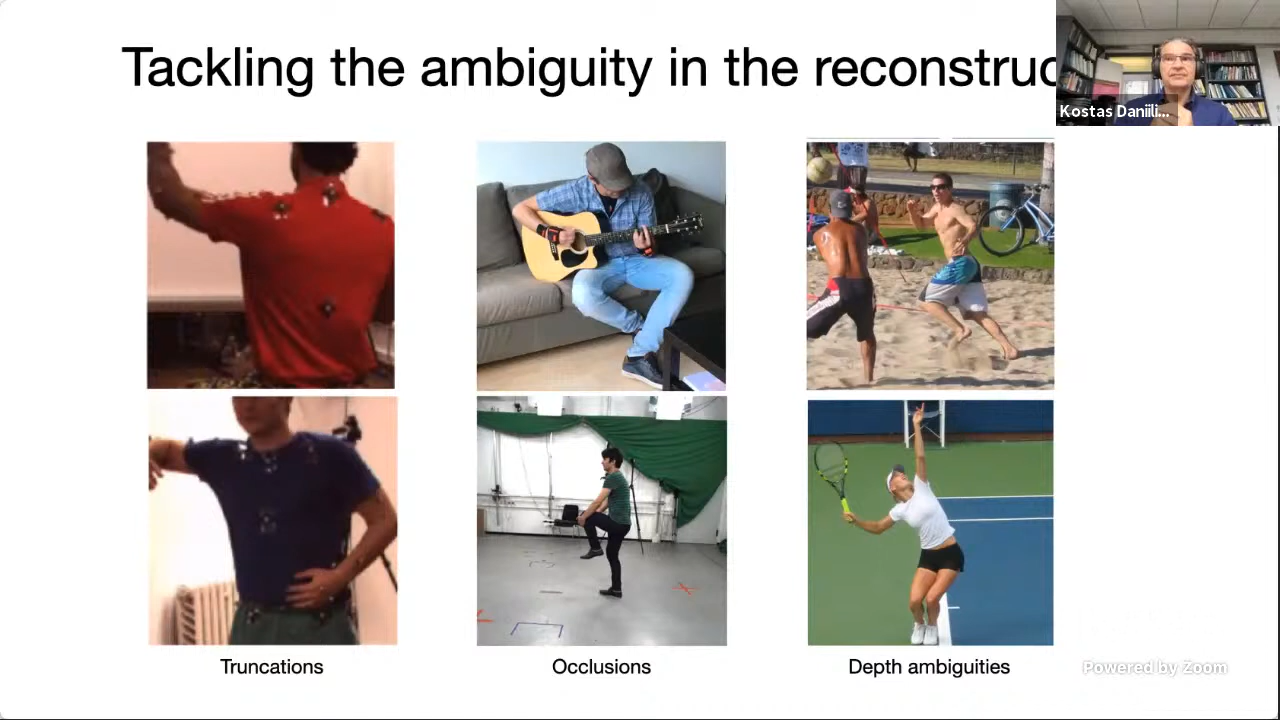 Tackling the ambiguity in the reconstruc
Kostas Daniili...
Truncations
Occlusions
Depth ambiguities
Powered by Zoom